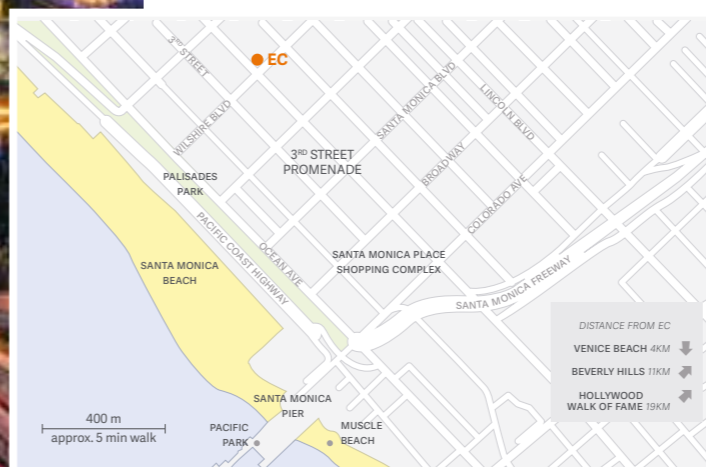 3RD STREET
EC
WILSHIRE BLVD
SANTA MONICA BLVD
LINCOLN BLVD
3RD STREET
PROMENADE
BROADWAY
COLORADO AVE
PALISADES
PARK
PACIFIC COAST HIGHWAY
OCEAN AVE
SANTA MONICA PLACE
SHOPPING COMPLEX
SANTA MONICA
BEACH
SANTA MONICA FREEWAY
DISTANCE FROM EC
VENICE BEACH 4KM
BEVERLY HILLS 11KM
HOLLYWOOD
WALK OF FAME 19KM
SANTA MONICA
PIER
400 m
approx. 5 min walk
PACIFIC
PARK
MUSCLE
BEACH